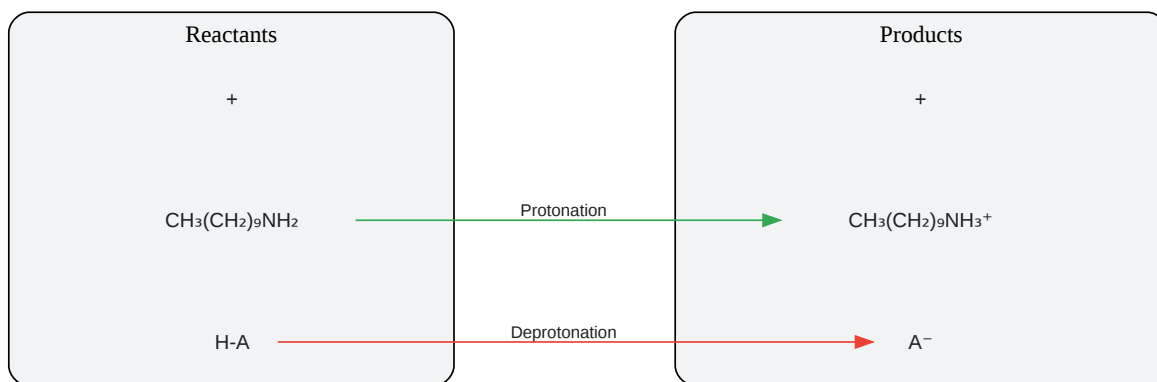 Reactants
Products
+
+
Protonation
CH₃(CH₂)₉NH₂
CH₃(CH₂)₉NH₃⁺
Deprotonation
H-A
A⁻